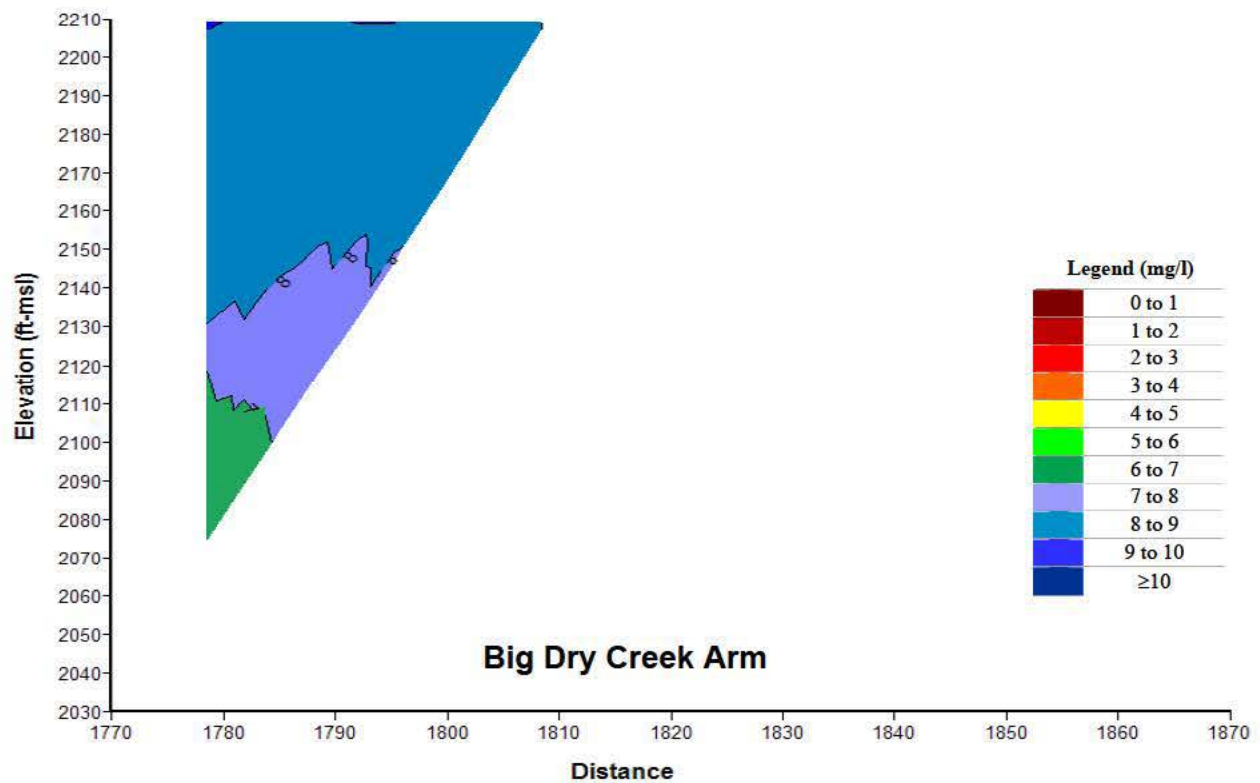 2210
2200
2190
2180
2170
2160
2150
2140
2130
2120
2110
2100
2090
2080
2070
2060
2050
2040
2030
Elevation (ft-msl)
8
8
8
Legend (mg/l)
0 to 1
1 to 2
2 to 3
3 to 4
4 to 5
5 to 6
6 to 7
7 to 8
8 to 9
9 to 10
≥10
Big Dry Creek Arm
1770 1780 1790 1800 1810 1820 1830 1840 1850 1860 1870
Distance